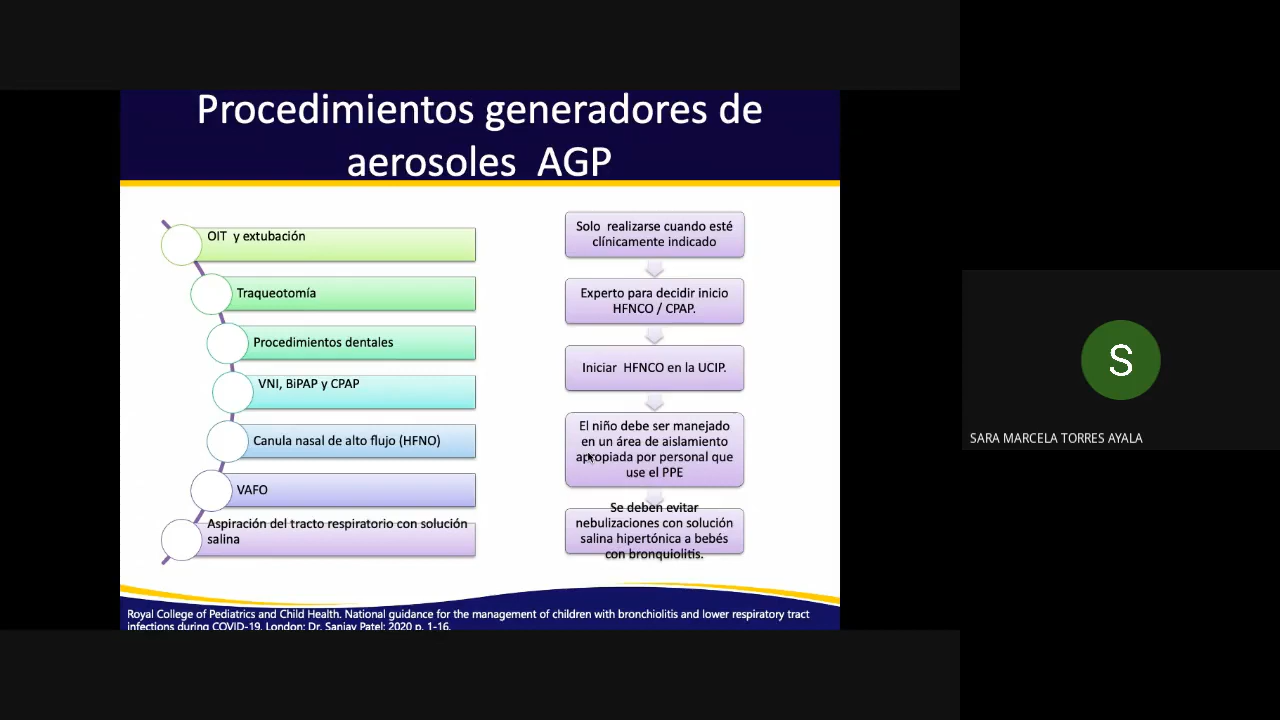 Procedimientos generadores de
aerosoles AGP
OIT y extubación
Traqueotomía
Procedimientos dentales
VNI, BiPAP y CPAP
Canula nasal de alto flujo (HFNO)
VAFO
Aspiración del tracto respiratorio con solución
salina
Solo realizarse cuando esté
clínicamente indicado
Experto para decidir inicio
HFNCO / CPAP.
Iniciar HFNCO en la UCIP.
El niño debe ser manejado
en un área de aislamiento
apropiada por personal que
use el PPE
Se deben evitar
nebulizaciones con solución
salina hipertónica a bebés
con bronquiolitis.
Royal College of Pediatrics and Child Health. National guidance for the management of children with bronchiolitis and lower respiratory tract
infections during COVID-19. London: Dr. Sanjay Patel; 2020 p. 1-16.
S
SARA MARCELA TORRES AYALA